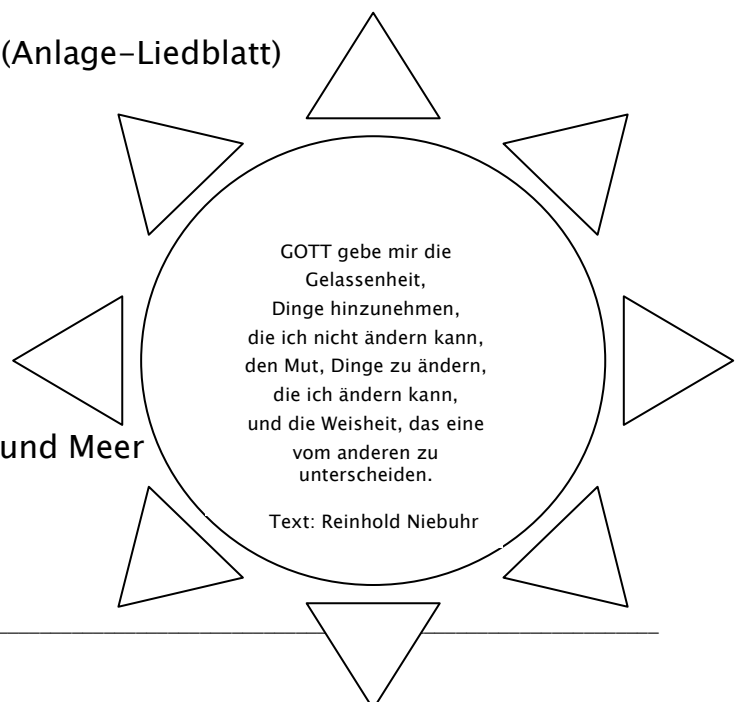 (Anlage-Liedblatt)
GOTT gebe mir die
Gelassenheit,
Dinge hinzunehmen,
die ich nicht ändern kann,
den Mut, Dinge zu ändern,
die ich ändern kann,
und die Weisheit, das eine
und Meer
vom anderen zu
unterscheiden.
Text: Reinhold Niebuhr